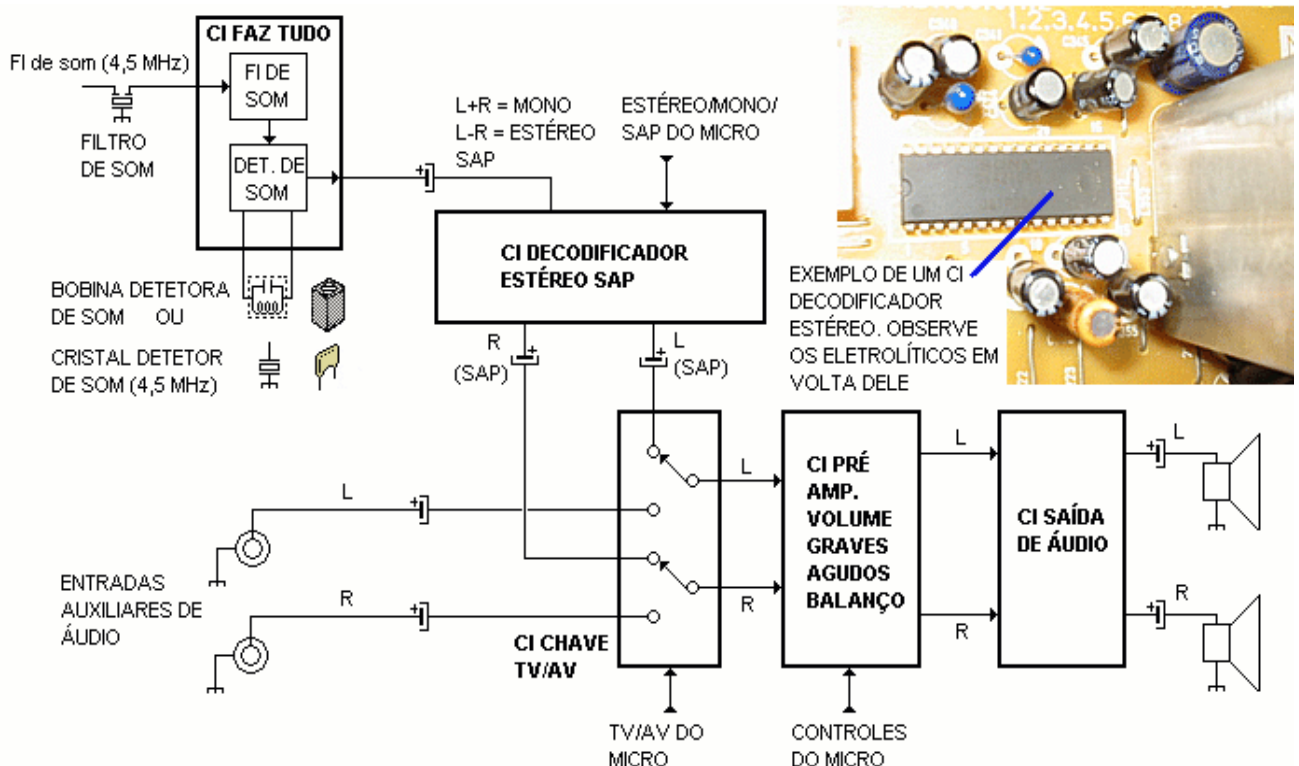 CI FAZ TUDO
FI de som (4,5 MHz)
FI DE
SOM
FILTRO
DE SOM
DET. DE
SOM
L+R = MONO
L-R = ESTÉREO
SAP
ESTÉREO/MONO/
SAP DO MICRO
CI DECODIFICADOR
ESTÉREO SAP
BOBINA DETETORA
DE SOM OU
CRISTAL DETETOR
DE SOM (4,5 MHz)
EXEMPLO DE UM CI
DECODIFICADOR
ESTÉREO. OBSERVE
OS ELETROLÍTICOS EM
VOLTA DELE
R
+
(SAP)
L
+
(SAP)
L
+
R
+
ENTRADAS
AUXILIARES DE
ÁUDIO
CI CHAVE
TV/AV
L
R
CI PRÉ
AMP.
VOLUME
GRAVES
AGUDOS
BALANÇO
L
R
CI SAÍDA
DE ÁUDIO
+
L
+
R
TV/AV DO
MICRO
CONTROLES
DO MICRO
+